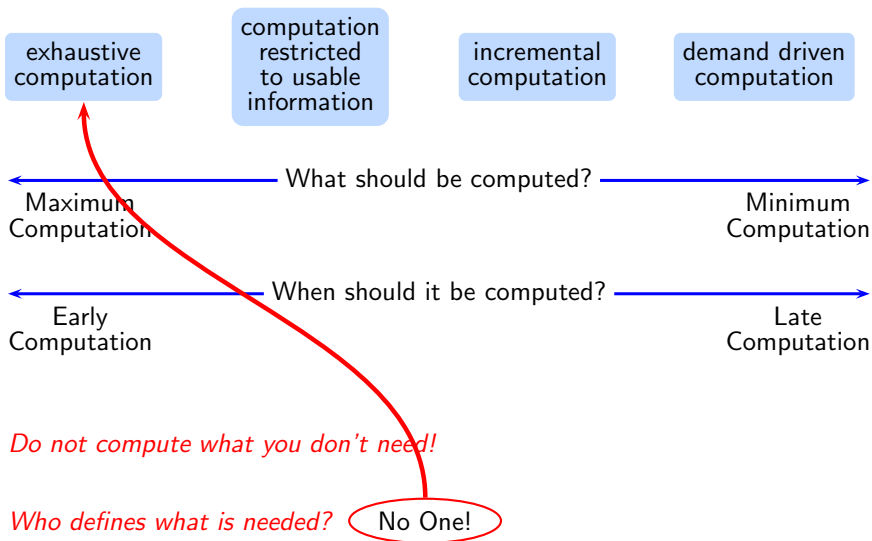 exhaustive
computation
computation
restricted
to usable
information
incremental
computation
demand driven
computation
What should be computed?
Maximum
Computation
Minimum
Computation
When should it be computed?
Early
Computation
Late
Computation
Do not compute what you don't need!
Who defines what is needed? No One!